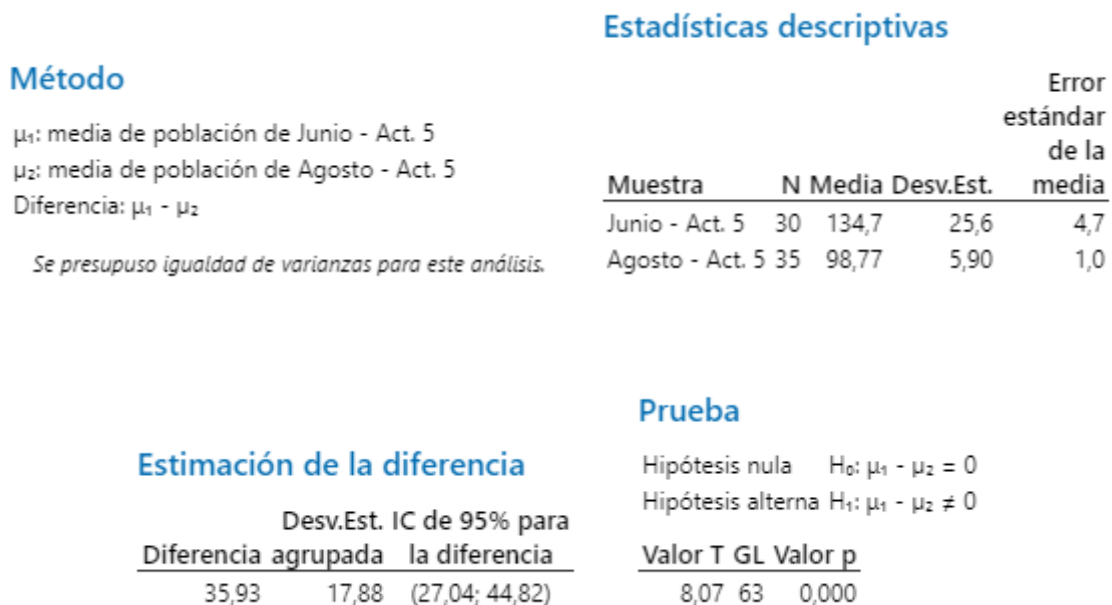 Método
μ₁: media de población de Junio - Act. 5
μ₂: media de población de Agosto - Act. 5
Diferencia: μ₁ - μ₂
Se presupuso igualdad de varianzas para este análisis.
Estadísticas descriptivas
Error
estándar
de la
Muestra N Media Desv.Est. media
Junio - Act. 5 30 134,7 25,6 4,7
Agosto - Act. 5 35 98,77 5,90 1,0
Estimación de la diferencia
Desv.Est. IC de 95% para
Diferencia agrupada la diferencia
35,93 17,88 (27,04; 44,82)
Prueba
Hipótesis nula H₀: μ₁ - μ₂ = 0
Hipótesis alterna H₁: μ₁ - μ₂ ≠ 0
Valor T GL Valor p
8,07 63 0,000